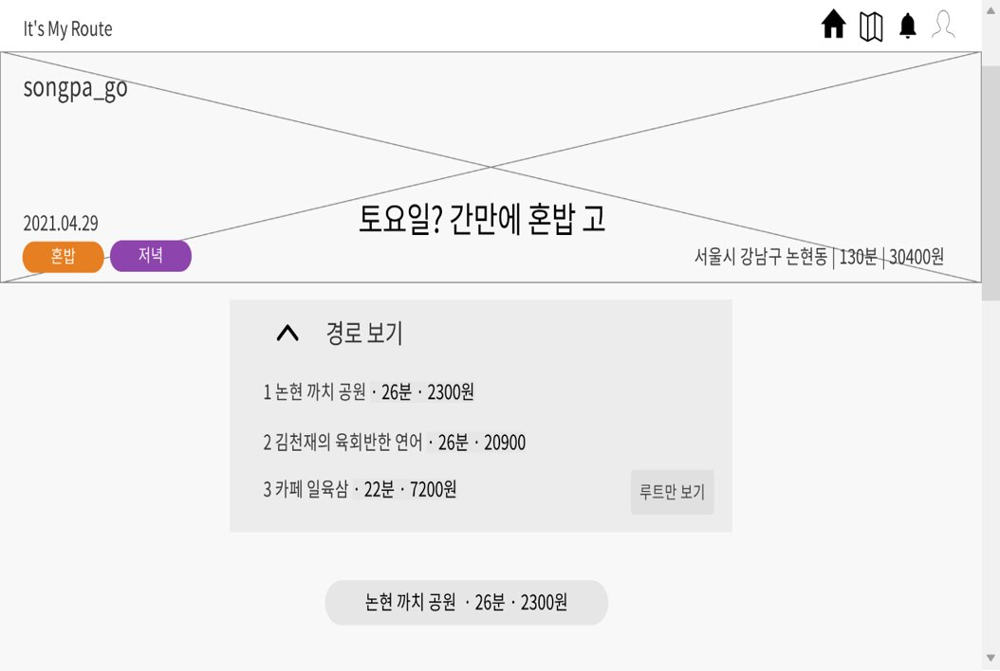 It's My Route
songpa_go
토요일? 간만에 혼밥 고
2021.04.29
혼밥 저녁
서울시 강남구 논현동 | 130분 | 30400원
경로 보기
1 논현 까치 공원 · 26분 · 2300원
2 김천재의 육회반한 연어 · 26분 · 20900
3 카페 일육삼 · 22분 · 7200원
루트만 보기
논현 까치 공원 · 26분 · 2300원